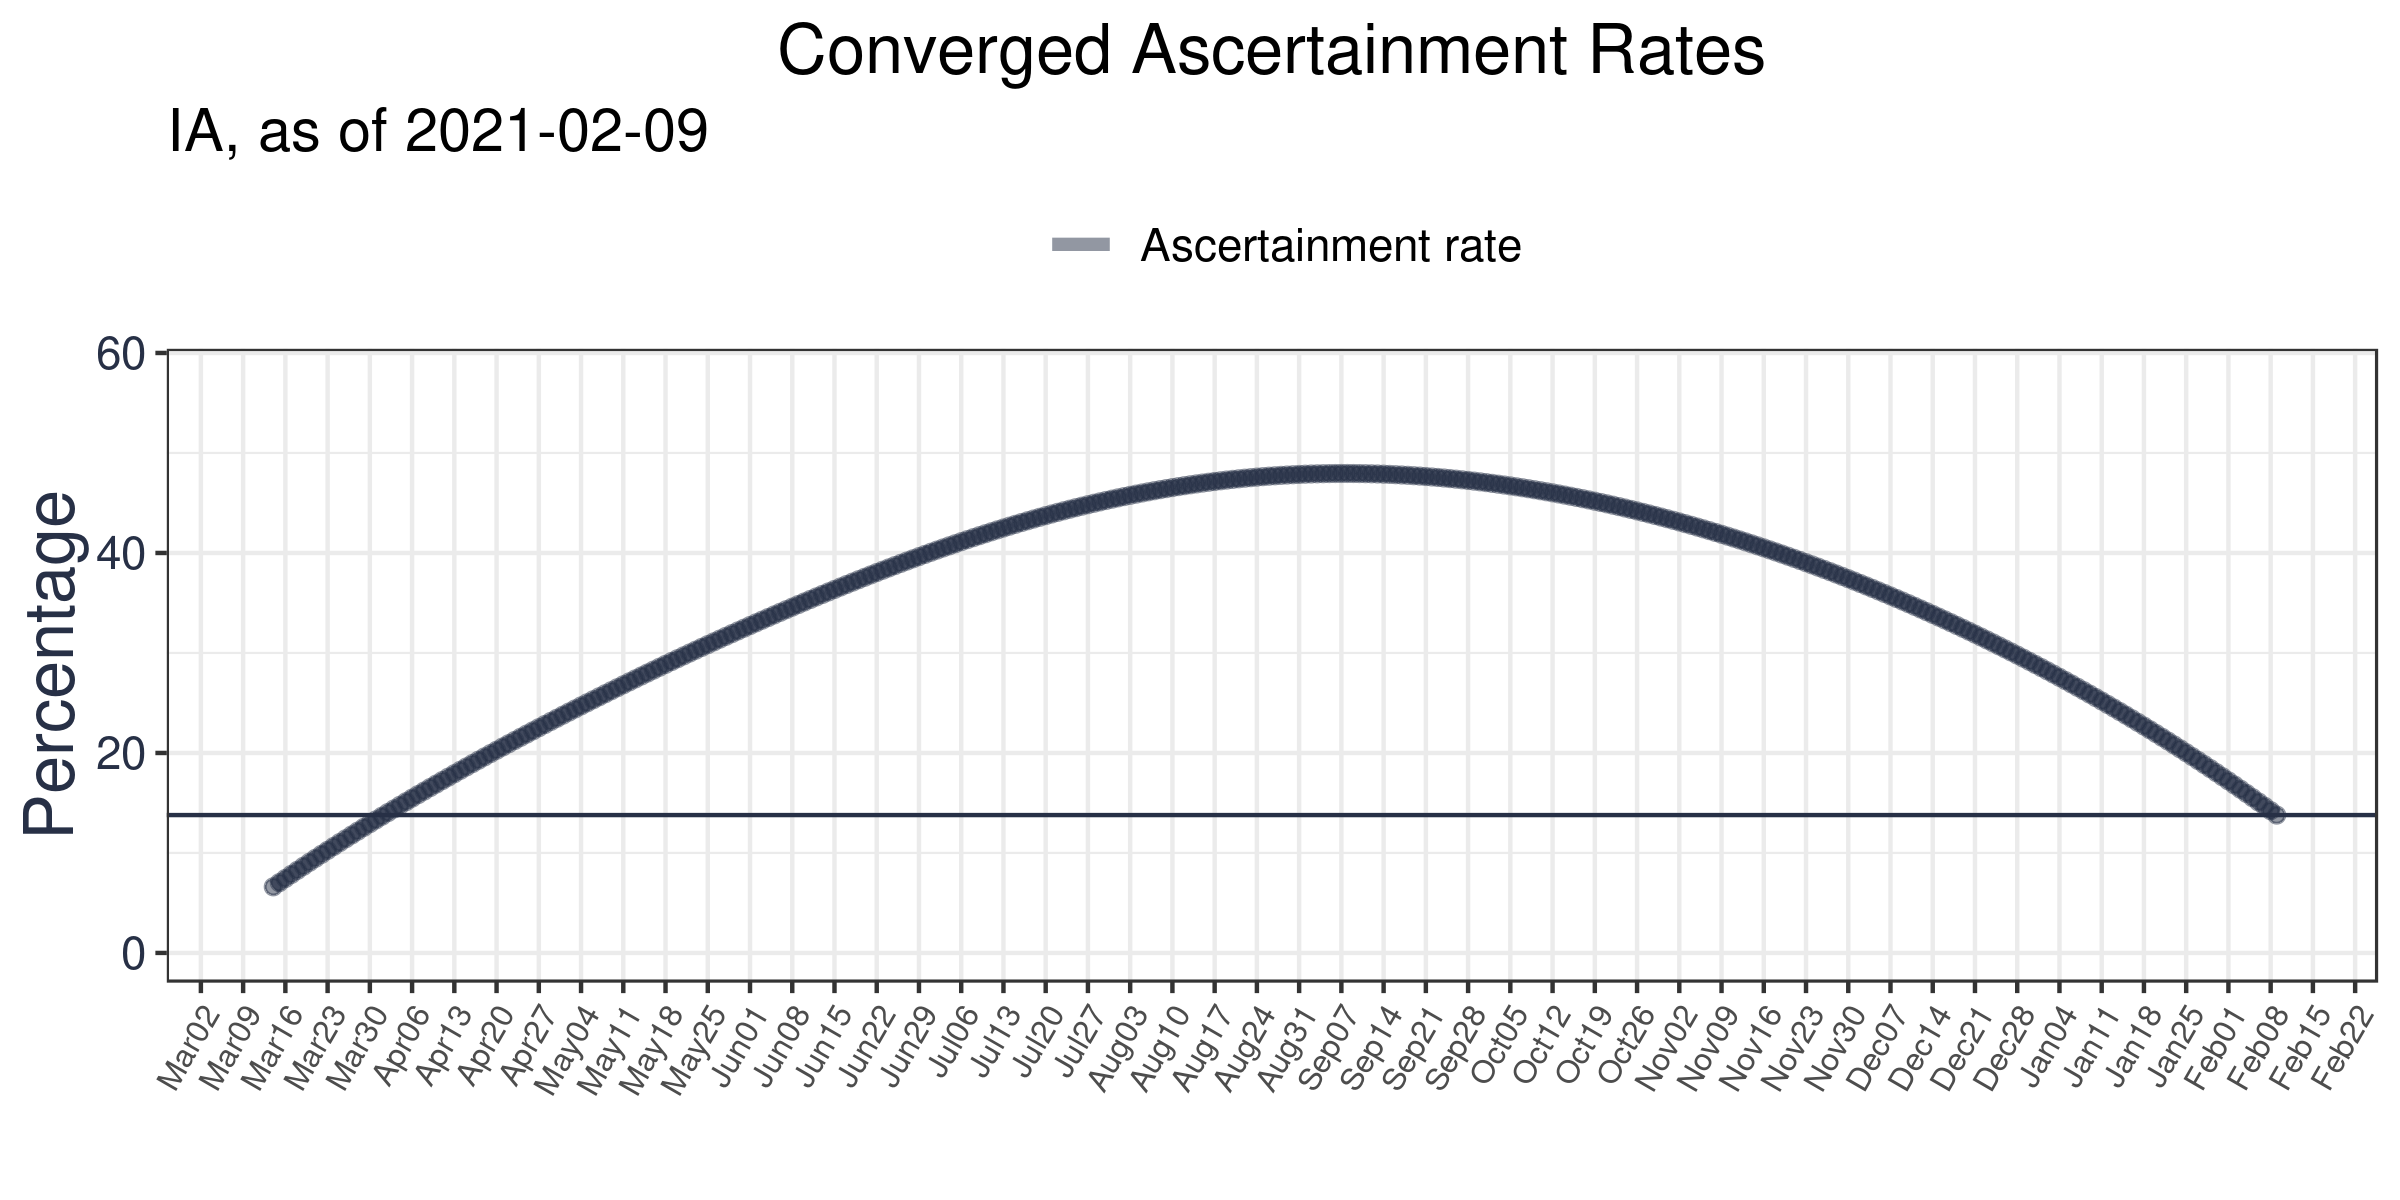 Converged Ascertainment Rates
IA, as of 2021-02-09
Ascertainment rate
Percentage
60
40
20
0
Mar02 Mar09 Mar16 Mar23 Mar30 Apr06 Apr13 Apr20 Apr27 May04 May11 May18 May25 Jun01 Jun08 Jun15 Jun22 Jun29 Jul06 Jul13 Jul20 Jul27 Aug03 Aug10 Aug17 Aug24 Aug31 Sep07 Sep14 Sep21 Sep28 Oct05 Oct12 Oct19 Oct26 Nov02 Nov09 Nov16 Nov23 Nov30 Dec07 Dec14 Dec21 Dec28 Jan04 Jan11 Jan18 Jan25 Feb01 Feb08 Feb15 Feb22